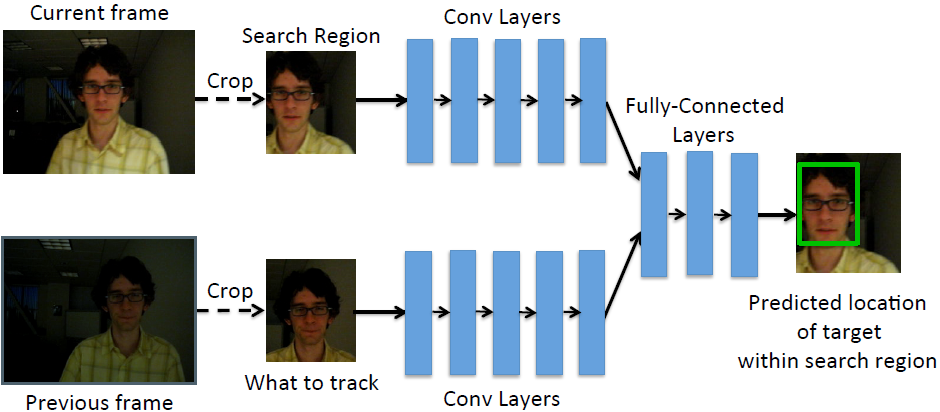 Current frame
Search Region
Crop
Conv Layers
Fully-Connected
Layers
Previous frame
Crop
What to track
Conv Layers
Predicted location
of target
within search region